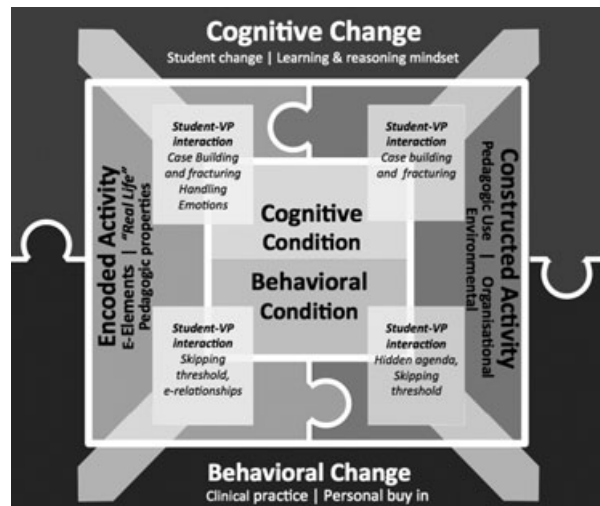 Cognitive Change
Student change | Learning & reasoning mindset
Student-VP
interaction
Case Building
and fracturing
Handling
Emotions
Student-VP
interaction
Case building
and fracturing
Encoded Activity
E-Elements | "Real Life"
Pedagogic properties
Cognitive
Condition
Behavioral
Condition
Constructed Activity
Pedagogic Use | Organisational
Environmental
Student-VP
interaction
Skipping
threshold,
e-relationships
Student-VP
interaction
Hidden agenda,
Skipping
threshold
Behavioral Change
Clinical practice | Personal buy in